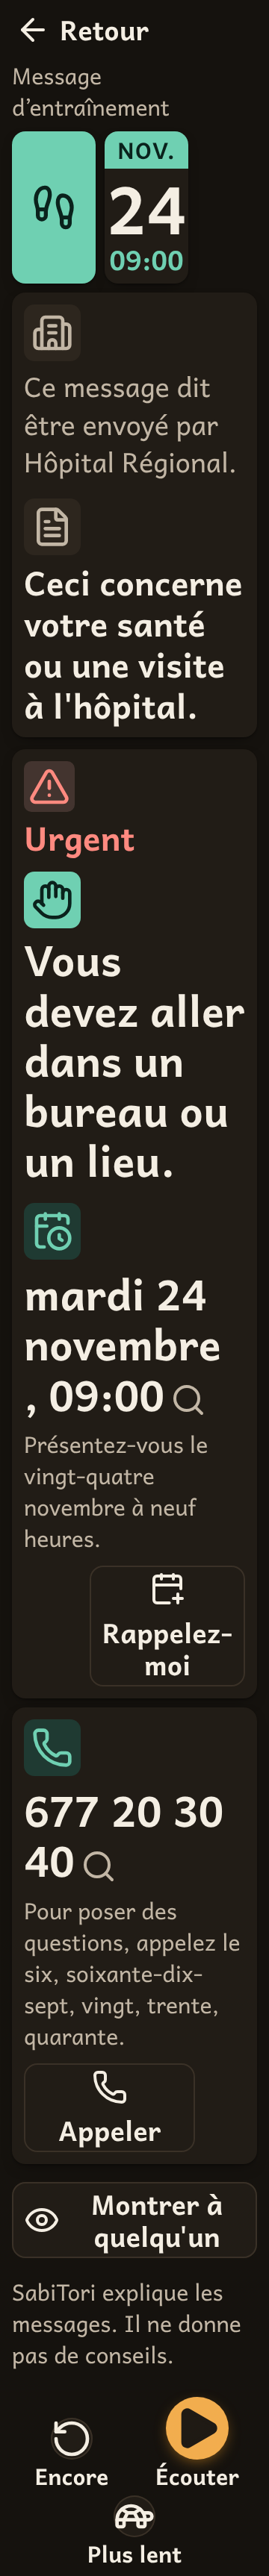 Retour
Message
d’entraînement
NOV.
24
09:00
Ce message dit
être envoyé par
Hôpital Régional.
Ceci concerne
votre santé
ou une visite
à l'hôpital.
Urgent
Vous
devez aller
dans un
bureau ou
un lieu.
mardi 24
novembre
, 09:00
Présentez-vous le
vingt-quatre
novembre à neuf
heures.
Rappelez-
moi
677 20 30
40
Pour poser des
questions, appelez le
six, soixante-dix-
sept, vingt, trente,
quarante.
Appeler
Montrer à
quelqu'un
SabiTori explique les
messages. Il ne donne
pas de conseils.
Encore
Écouter
Plus lent